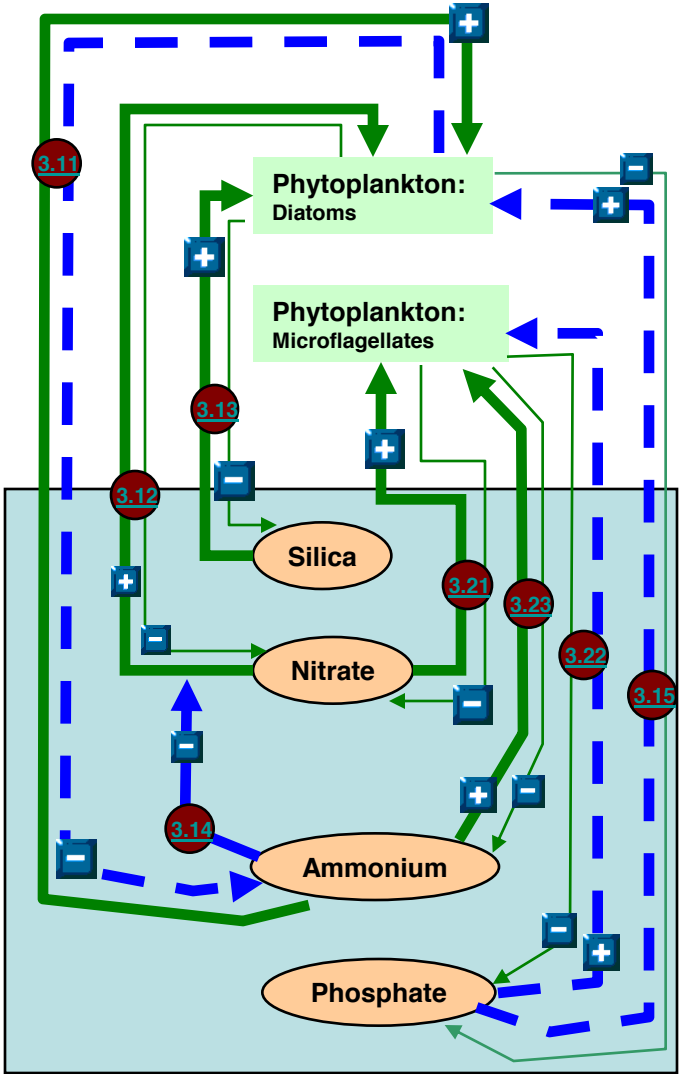 +
3.11
−
Phytoplankton:
Diatoms
+
+
Phytoplankton:
Microflagellates
3.13
+
−
3.12
Silica
+
3.21
3.23
−
Nitrate
3.22
3.15
−
−
+
−
3.14
−
Ammonium
−
+
Phosphate